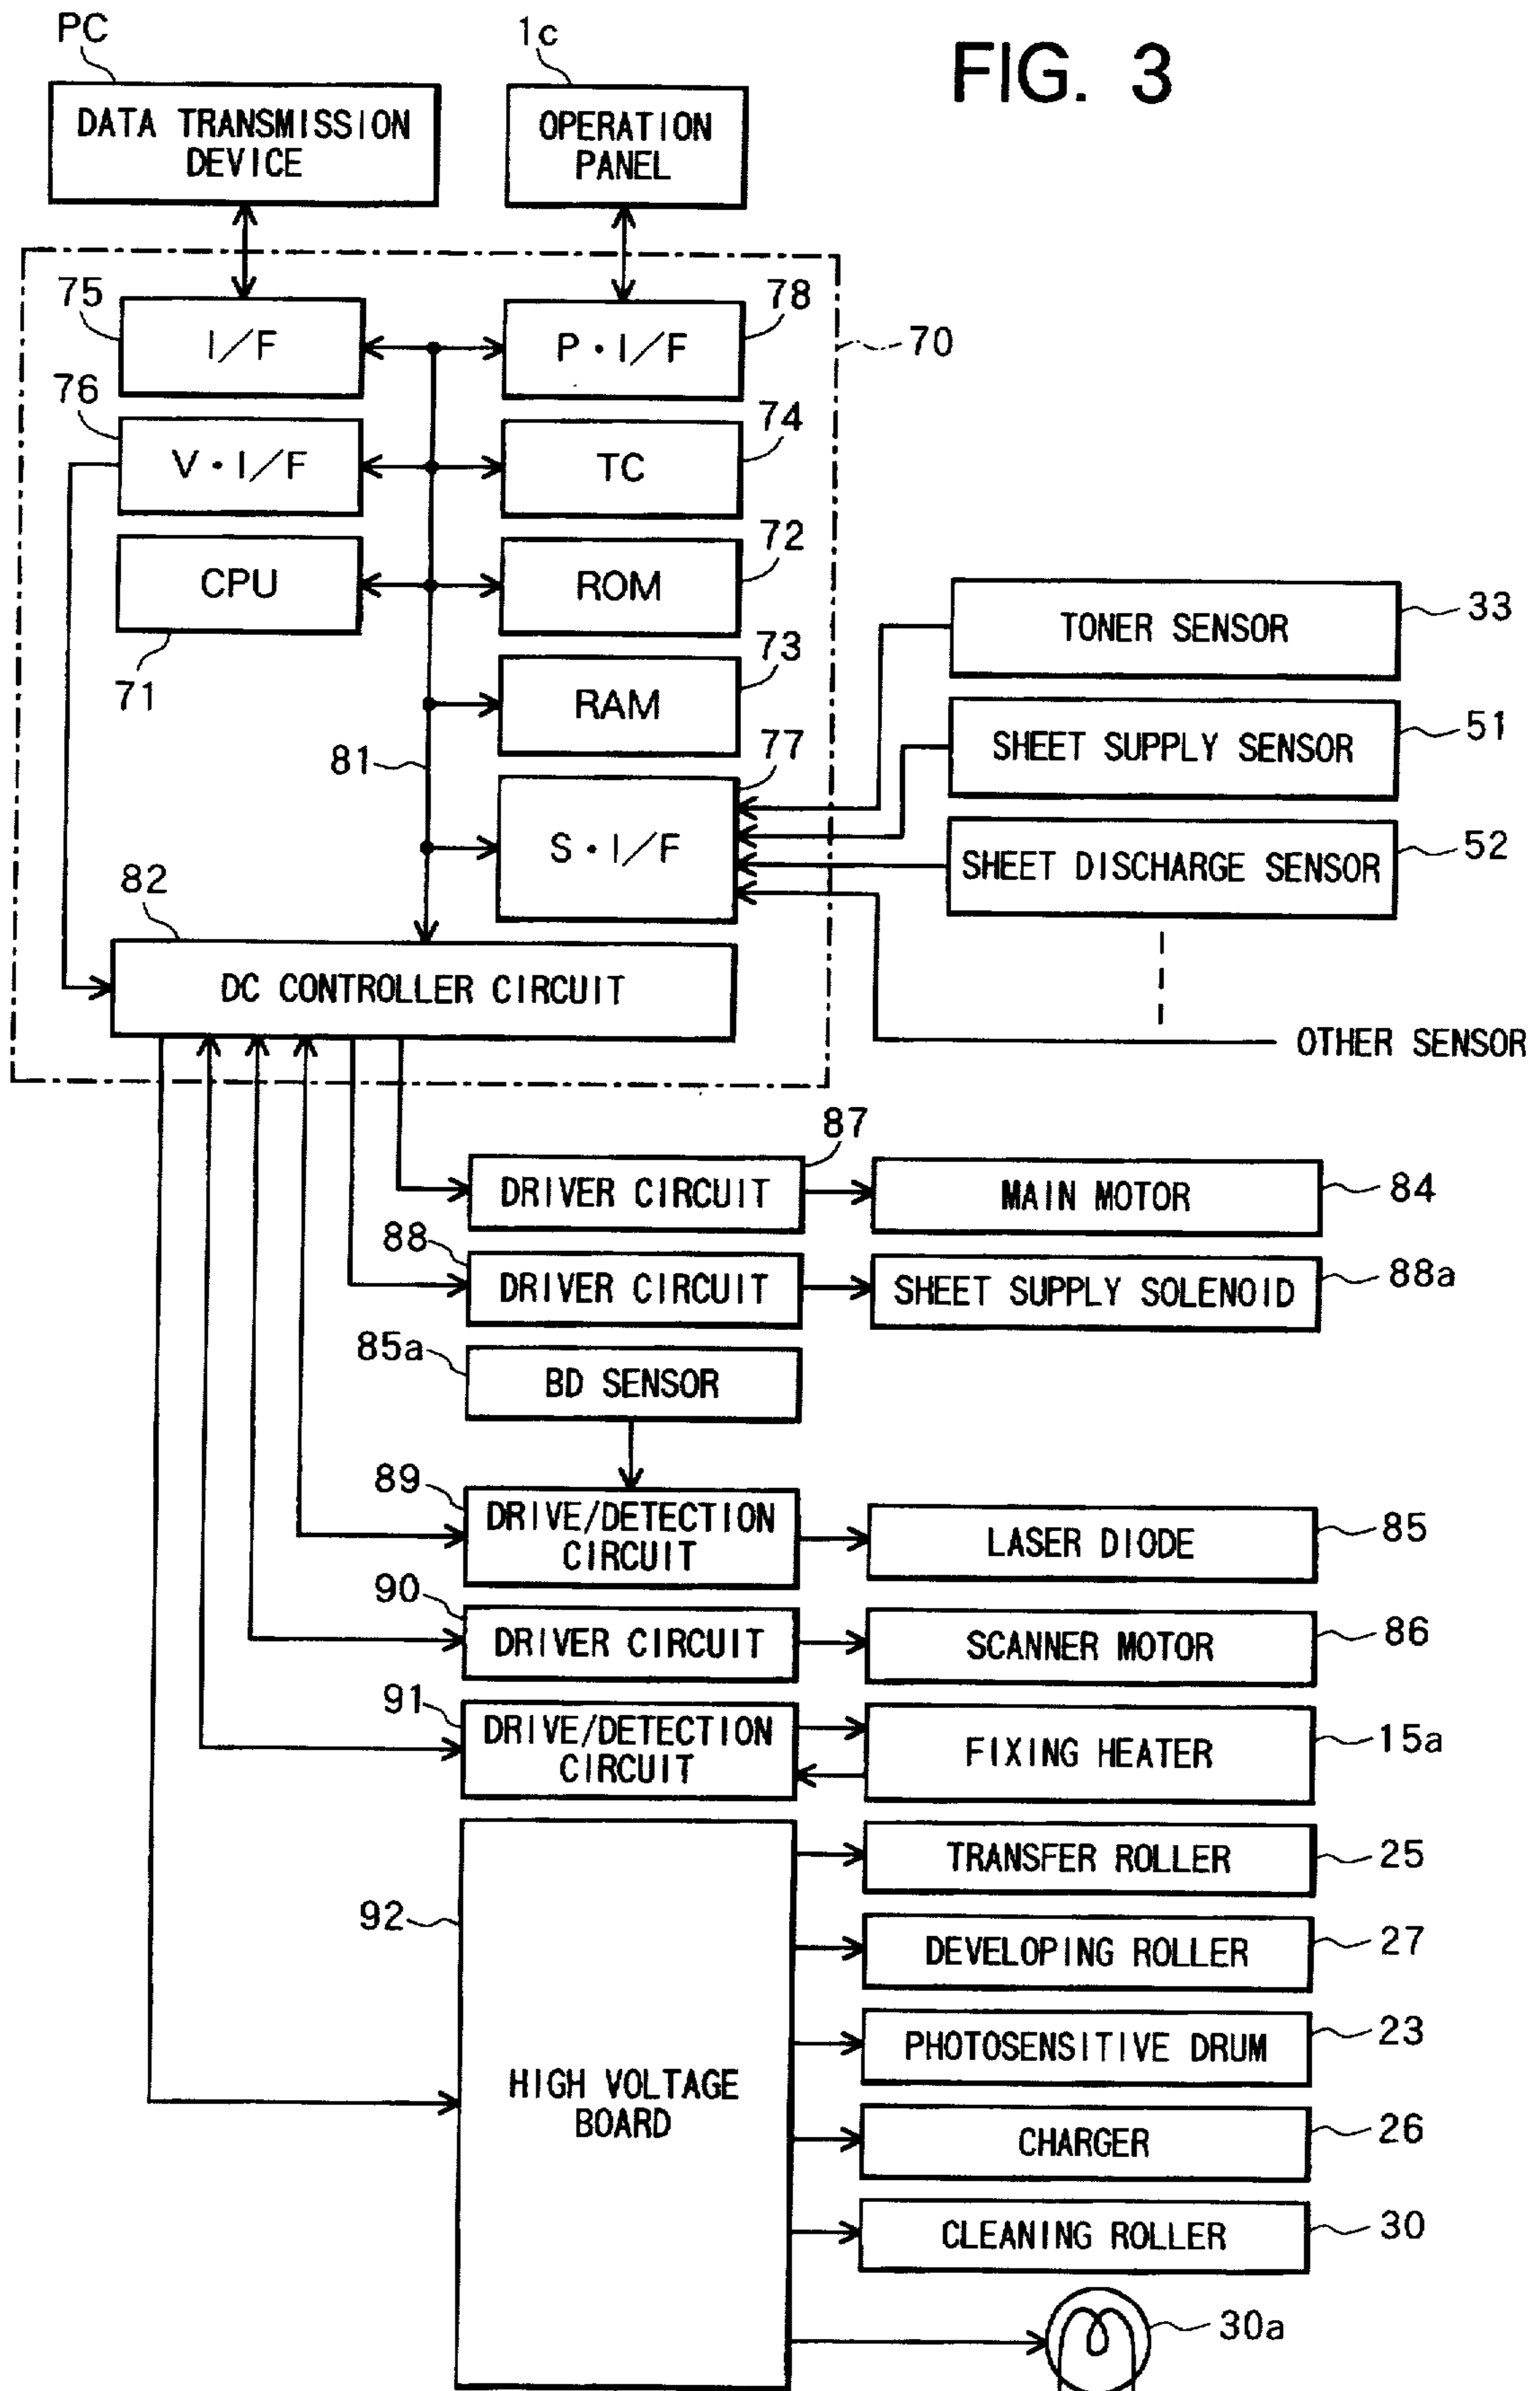 FIG. 3
PC
1c
DATA TRANSMISSION
DEVICE
OPERATION
PANEL
75
I/F
78
P·I/F
70
76
V·I/F
74
TC
CPU
71
72
ROM
73
RAM
81
77
S·I/F
TONER SENSOR
33
SHEET SUPPLY SENSOR
51
SHEET DISCHARGE SENSOR
52
OTHER SENSOR
82
DC CONTROLLER CIRCUIT
87
DRIVER CIRCUIT
MAIN MOTOR
84
88
DRIVER CIRCUIT
SHEET SUPPLY SOLENOID
88a
85a
BD SENSOR
89
DRIVE/DETECTION
CIRCUIT
LASER DIODE
85
90
DRIVER CIRCUIT
SCANNER MOTOR
86
91
DRIVE/DETECTION
CIRCUIT
FIXING HEATER
15a
92
HIGH VOLTAGE
BOARD
TRANSFER ROLLER
25
DEVELOPING ROLLER
27
PHOTOSENSITIVE DRUM
23
CHARGER
26
CLEANING ROLLER
30
30a